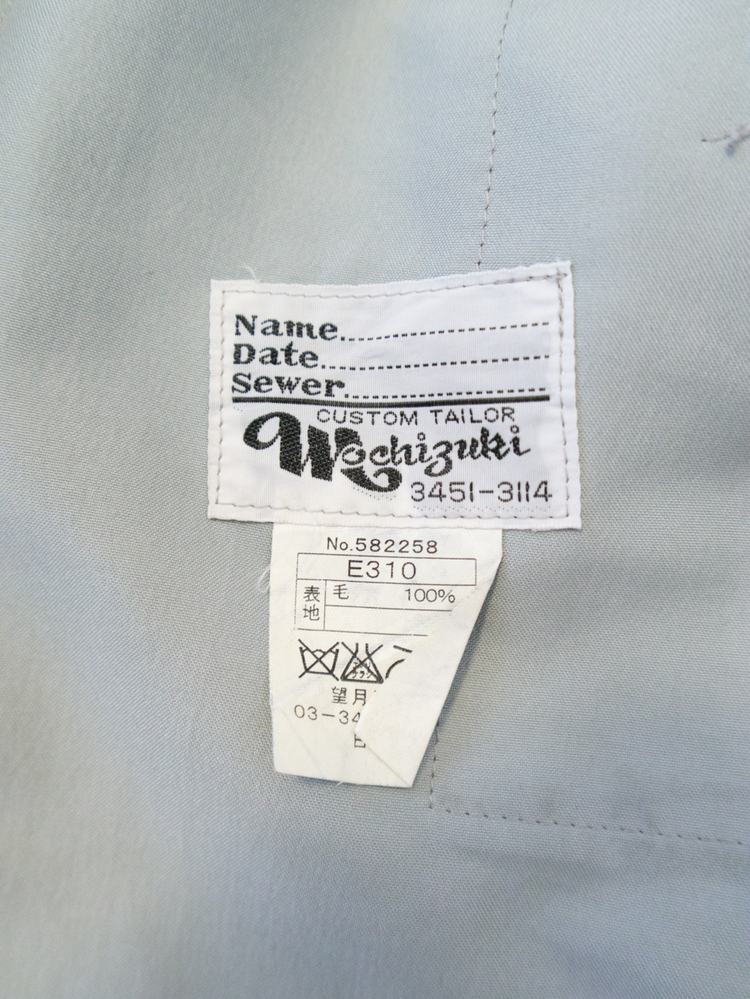 Name
Date
Sewer
CUSTOM TAILOR
Mochizuki
3451-3114
No.582258
E310
表地 毛 100%
望月
03-34